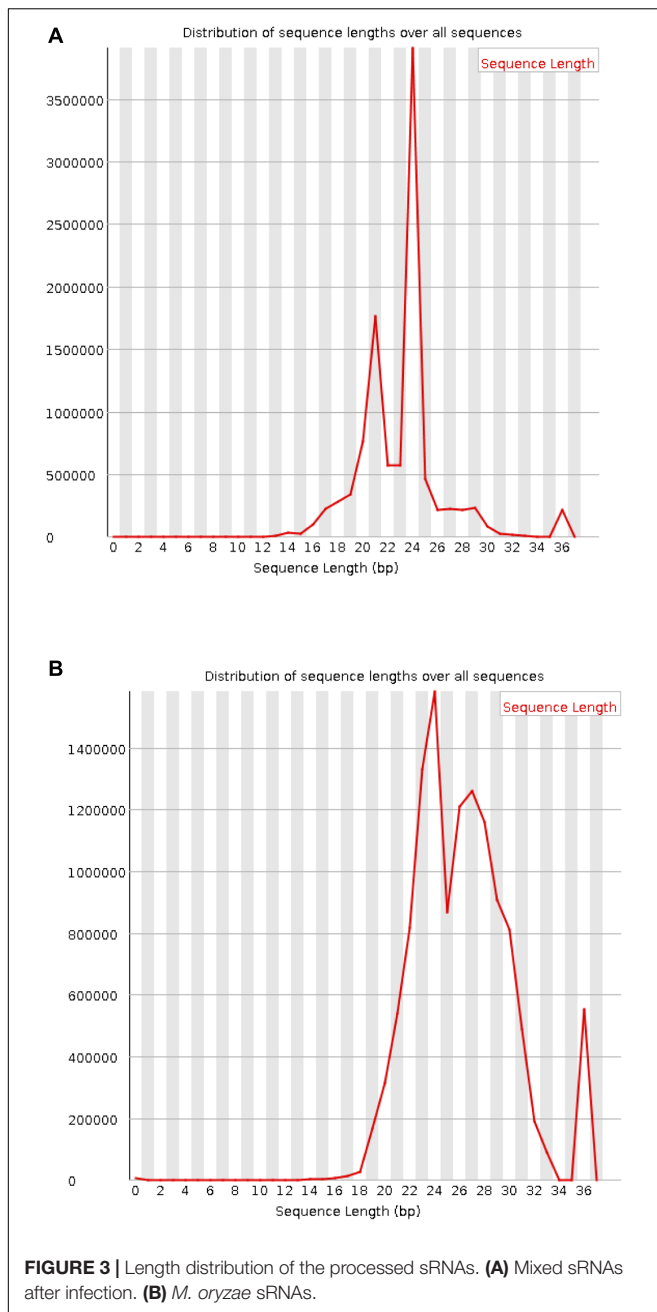 A
Distribution of sequence lengths over all sequences
Sequence Length
3500000
3000000
2500000
2000000
1500000
1000000
500000
0
0 2 4 6 8 10 12 14 16 18 20 22 24 26 28 30 32 34 36
Sequence Length (bp)
B
Distribution of sequence lengths over all sequences
Sequence Length
1400000
1200000
1000000
800000
600000
400000
200000
0
0 2 4 6 8 10 12 14 16 18 20 22 24 26 28 30 32 34 36
Sequence Length (bp)
FIGURE 3 | Length distribution of the processed sRNAs. (A) Mixed sRNAs
after infection. (B) M. oryzae sRNAs.